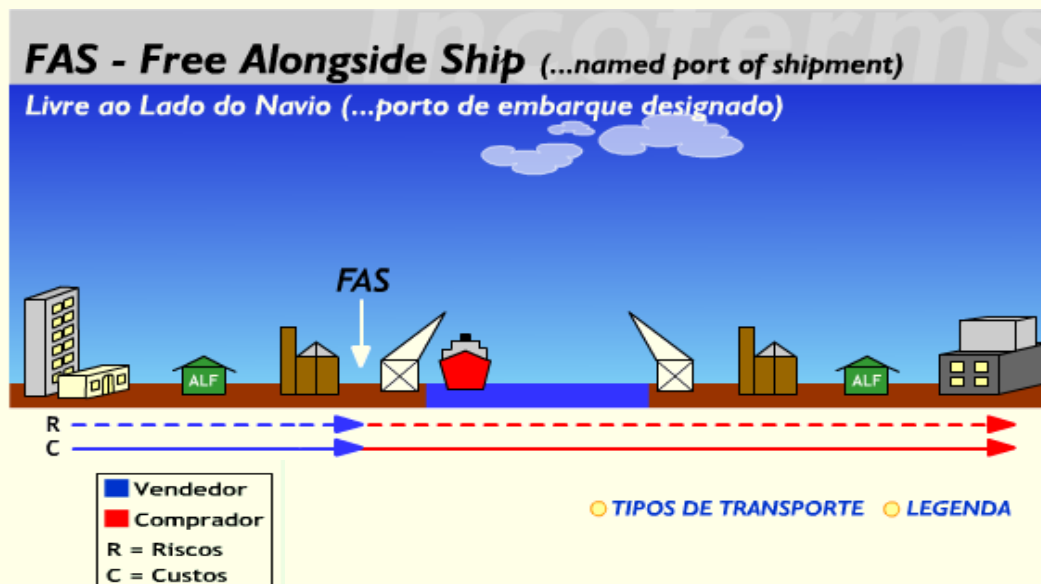 incoterms
FAS - Free Alongside Ship (...named port of shipment)
Livre ao Lado do Navio (...porto de embarque designado)
FAS
ALF
ALF
R
C
Vendedor
Comprador
R = Riscos
C = Custos
TIPOS DE TRANSPORTE
LEGENDA